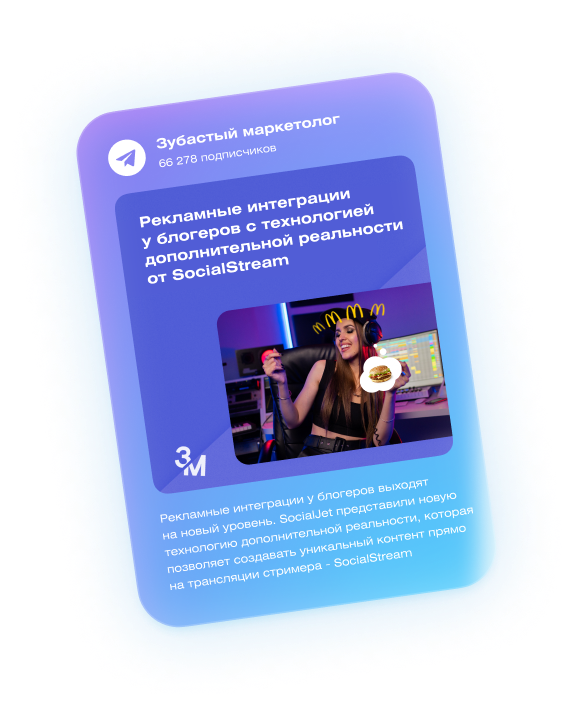 Зубастый маркетолог
66 278 подписчиков
Рекламные интеграции
у блогеров с технологией
дополнительной реальности
от SocialStream
ЗМ
Рекламные интеграции у блогеров выходят
на новый уровень. SocialJet представили новую
технологию дополнительной реальности, которая
позволяет создавать уникальный контент прямо
на трансляции стримера - SocialStream